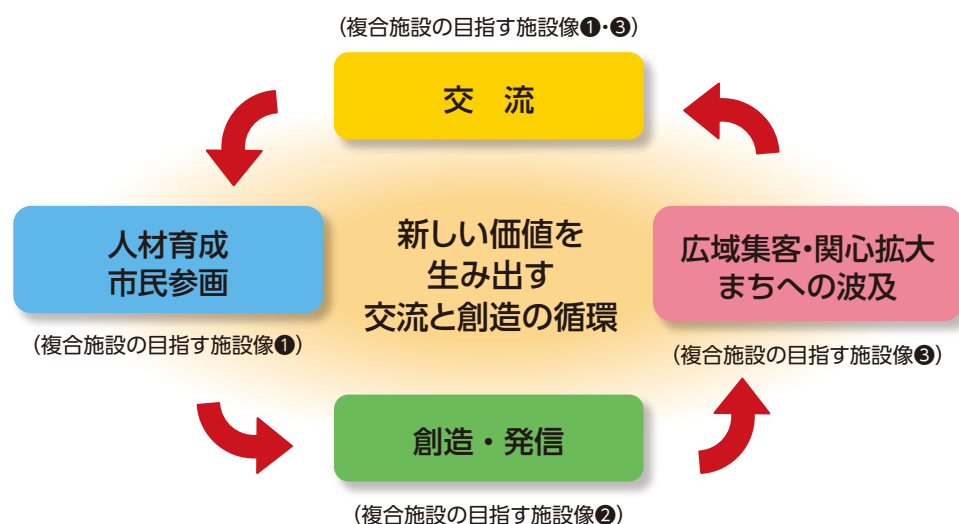 (複合施設の目指す施設像❶・❸)
交 流
人材育成
市民参画
(複合施設の目指す施設像❶)
新しい価値を
生み出す
交流と創造の循環
広域集客・関心拡大
まちへの波及
(複合施設の目指す施設像❸)
創造・発信
(複合施設の目指す施設像❷)